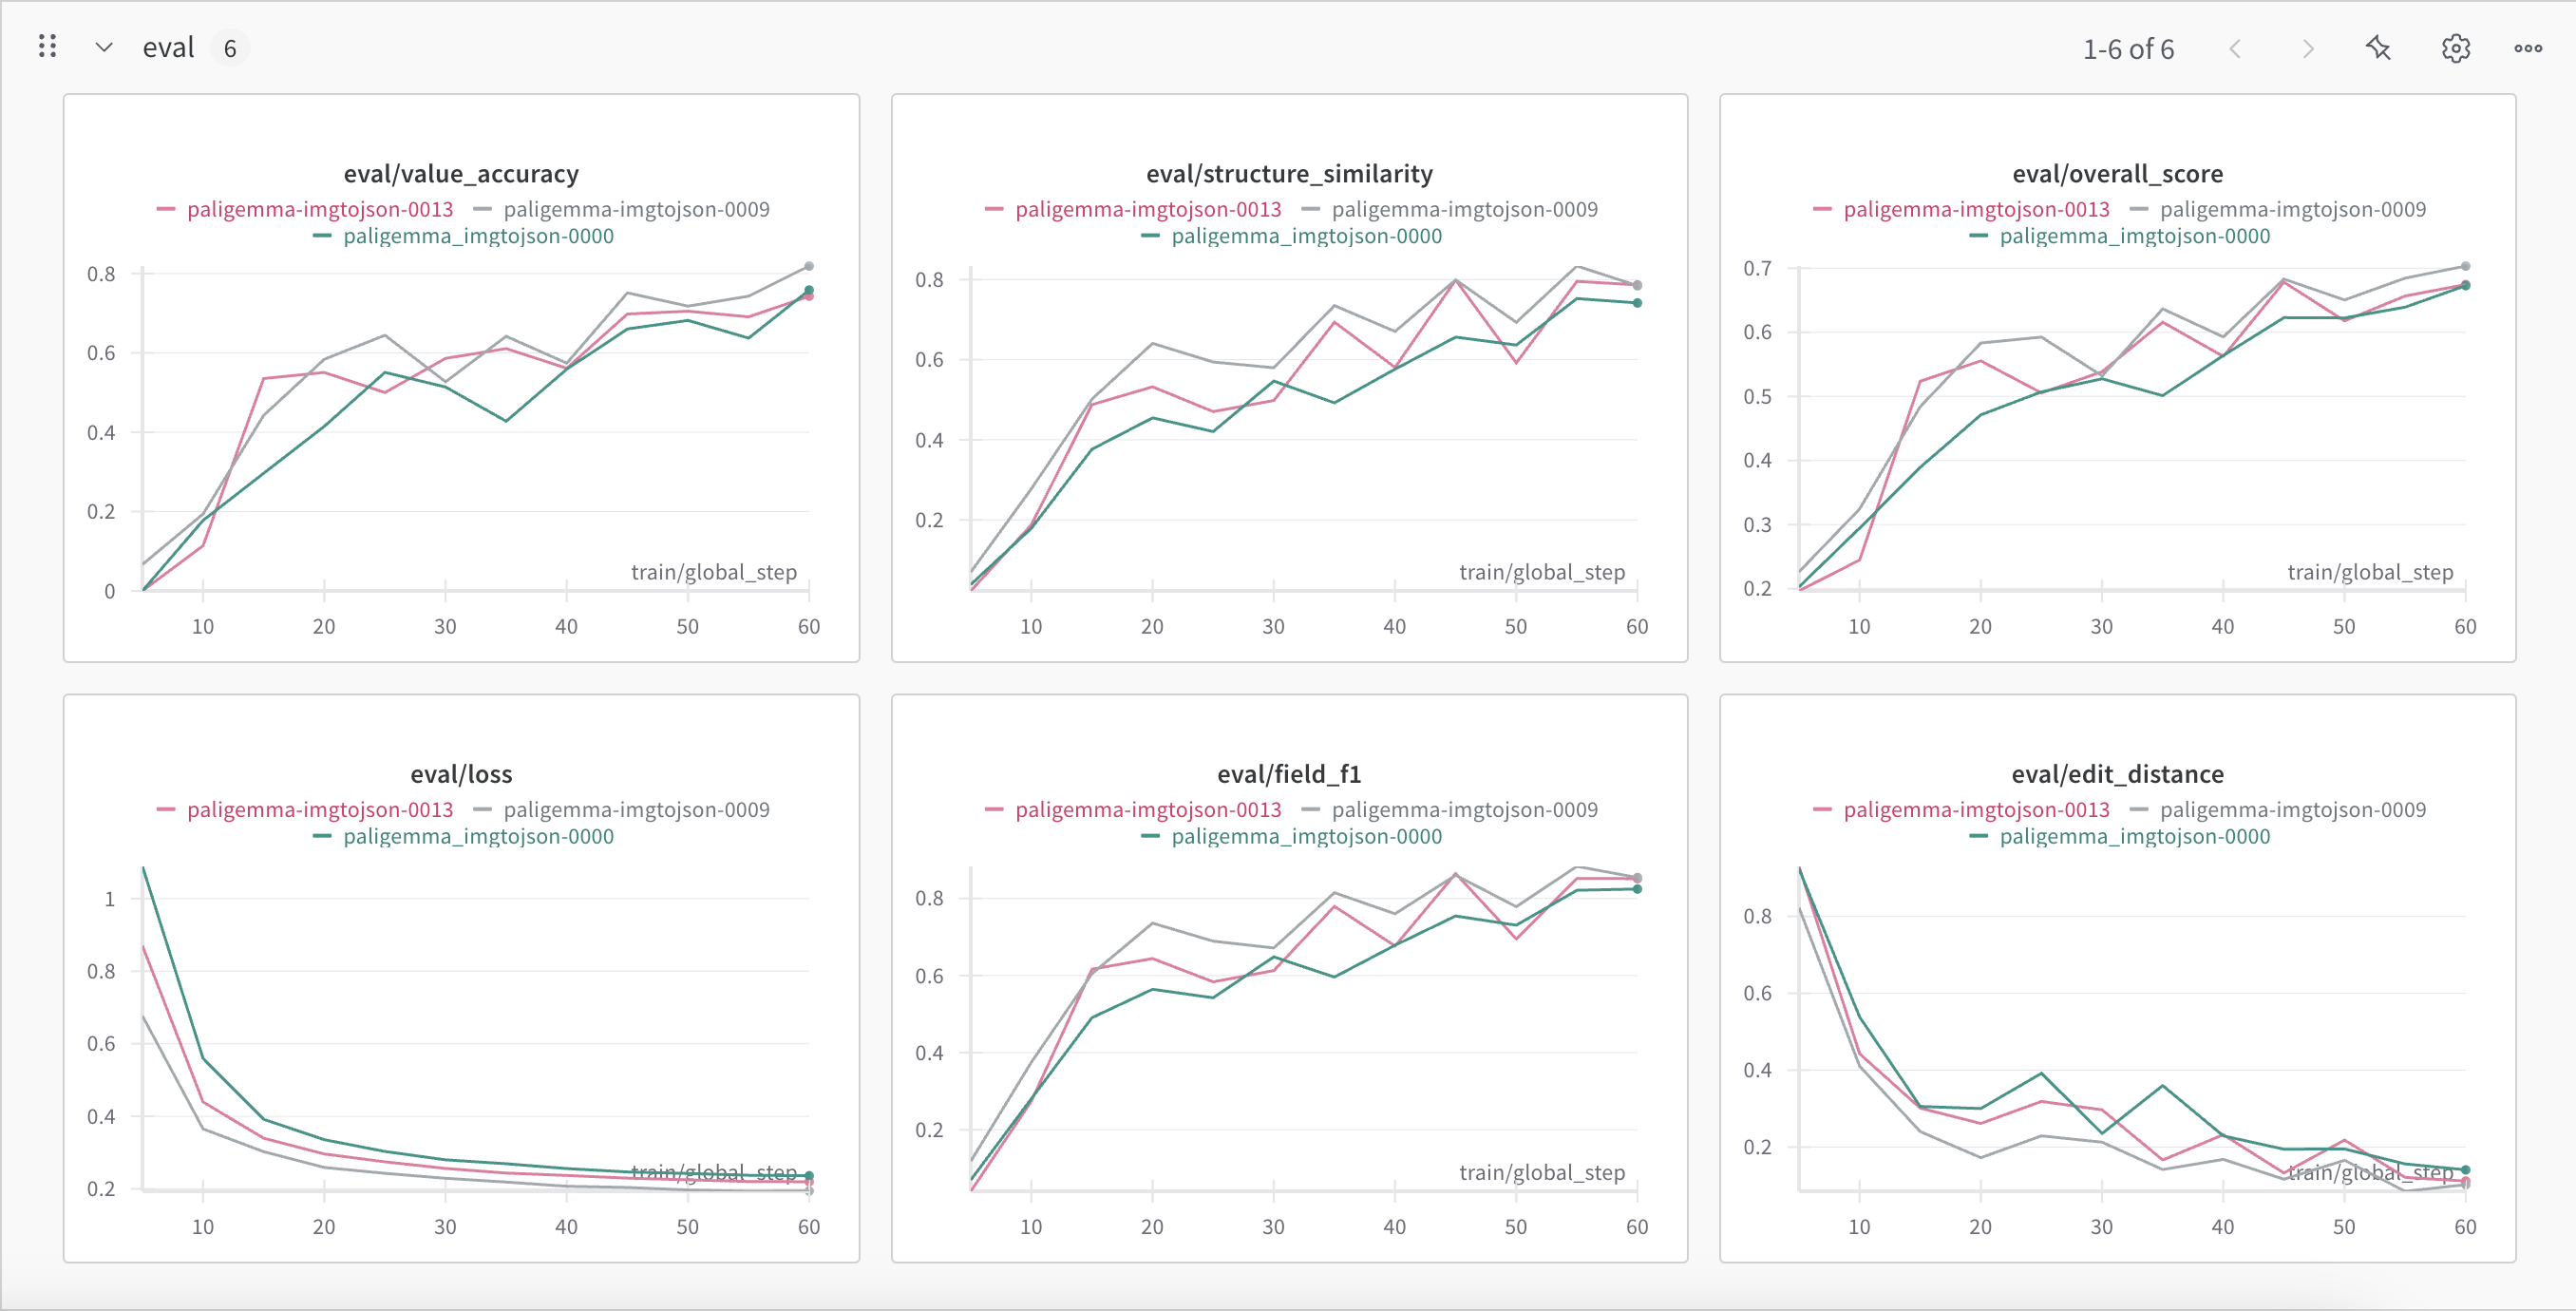 eval 6
1-6 of 6
eval/value_accuracy
paligemma-imgtojson-0013 paligemma-imgtojson-0009
paligemma_imgtojson-0000
0.8
0.6
0.4
0.2
0
train/global_step
10 20 30 40 50 60
eval/structure_similarity
paligemma-imgtojson-0013 paligemma-imgtojson-0009
paligemma_imgtojson-0000
0.8
0.6
0.4
0.2
train/global_step
10 20 30 40 50 60
eval/overall_score
paligemma-imgtojson-0013 paligemma-imgtojson-0009
paligemma_imgtojson-0000
0.7
0.6
0.5
0.4
0.3
0.2
train/global_step
10 20 30 40 50 60
eval/loss
paligemma-imgtojson-0013 paligemma-imgtojson-0009
paligemma_imgtojson-0000
1
0.8
0.6
0.4
0.2
train/global_step
10 20 30 40 50 60
eval/field_f1
paligemma-imgtojson-0013 paligemma-imgtojson-0009
paligemma_imgtojson-0000
0.8
0.6
0.4
0.2
train/global_step
10 20 30 40 50 60
eval/edit_distance
paligemma-imgtojson-0013 paligemma-imgtojson-0009
paligemma_imgtojson-0000
0.8
0.6
0.4
0.2
train/global_step
10 20 30 40 50 60